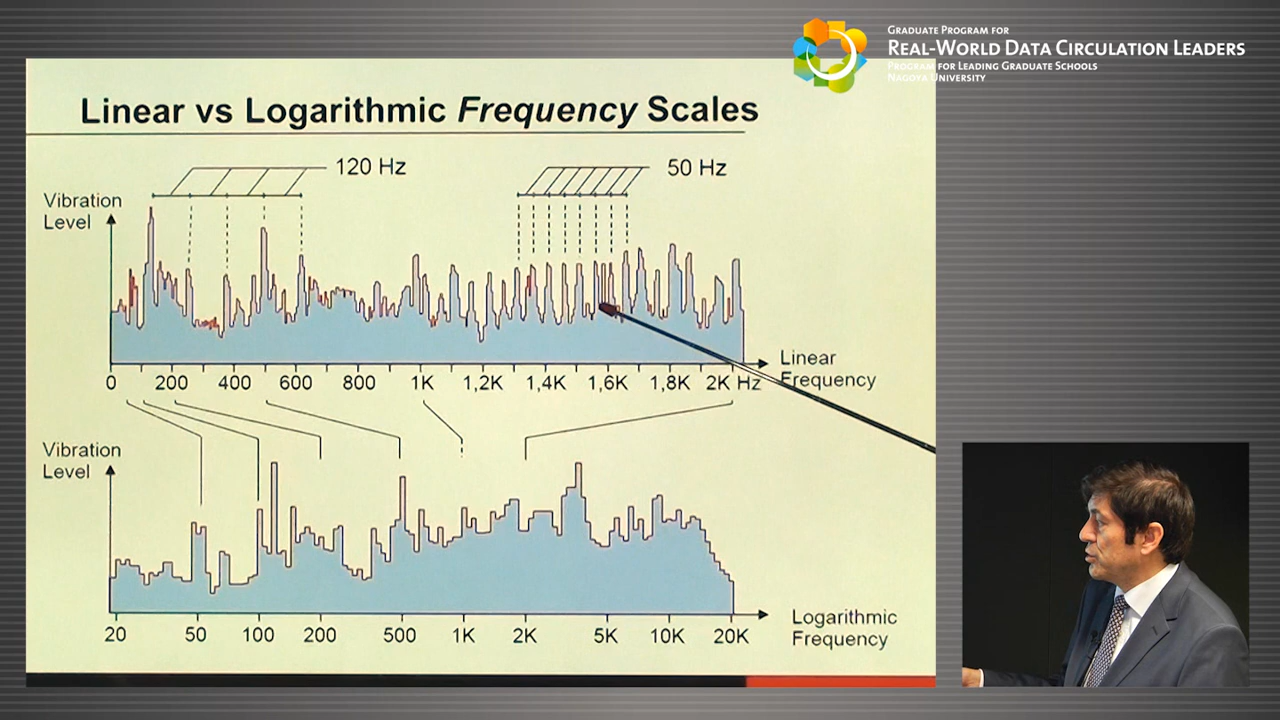 GRADUATE PROGRAM FOR
REAL-WORLD DATA CIRCULATION LEADERS
PROGRAM FOR LEADING GRADUATE SCHOOLS
NAGOYA UNIVERSITY
Linear vs Logarithmic Frequency Scales
120 Hz
50 Hz
Vibration
Level
0 200 400 600 800 1K 1,2K 1,4K 1,6K 1,8K 2K Hz
Linear
Frequency
Vibration
Level
20 50 100 200 500 1K 2K 5K 10K 20K
Logarithmic
Frequency